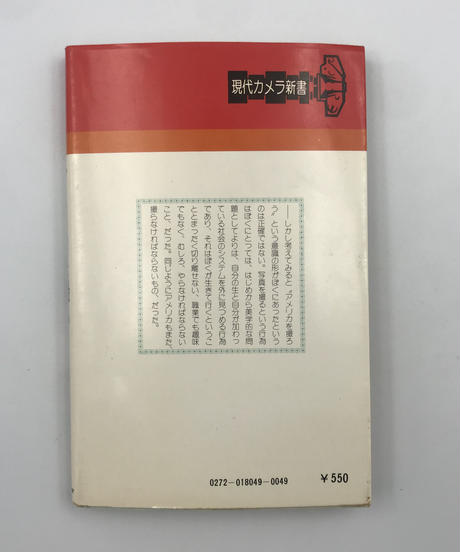 現代カメラ新書
――しかし考えてみると〝アメリカを撮ろ
う〟という意識の形がぼくにあったという
のは正確ではない。写真を撮るという行為
はぼくにとっては、はじめから美学的な問
題としてよりは、自分の生と自分が加わっ
ている社会のシステムを外に見つめる行為
であり、それはぼくが生きて行くというこ
ととまったく切り離せない、職業でも趣味
でもなく、むしろ、やらなければならない
こと、だった。同じようにアメリカもまた、
撮らなければならないもの、だった。
0272-018049-0049
￥550